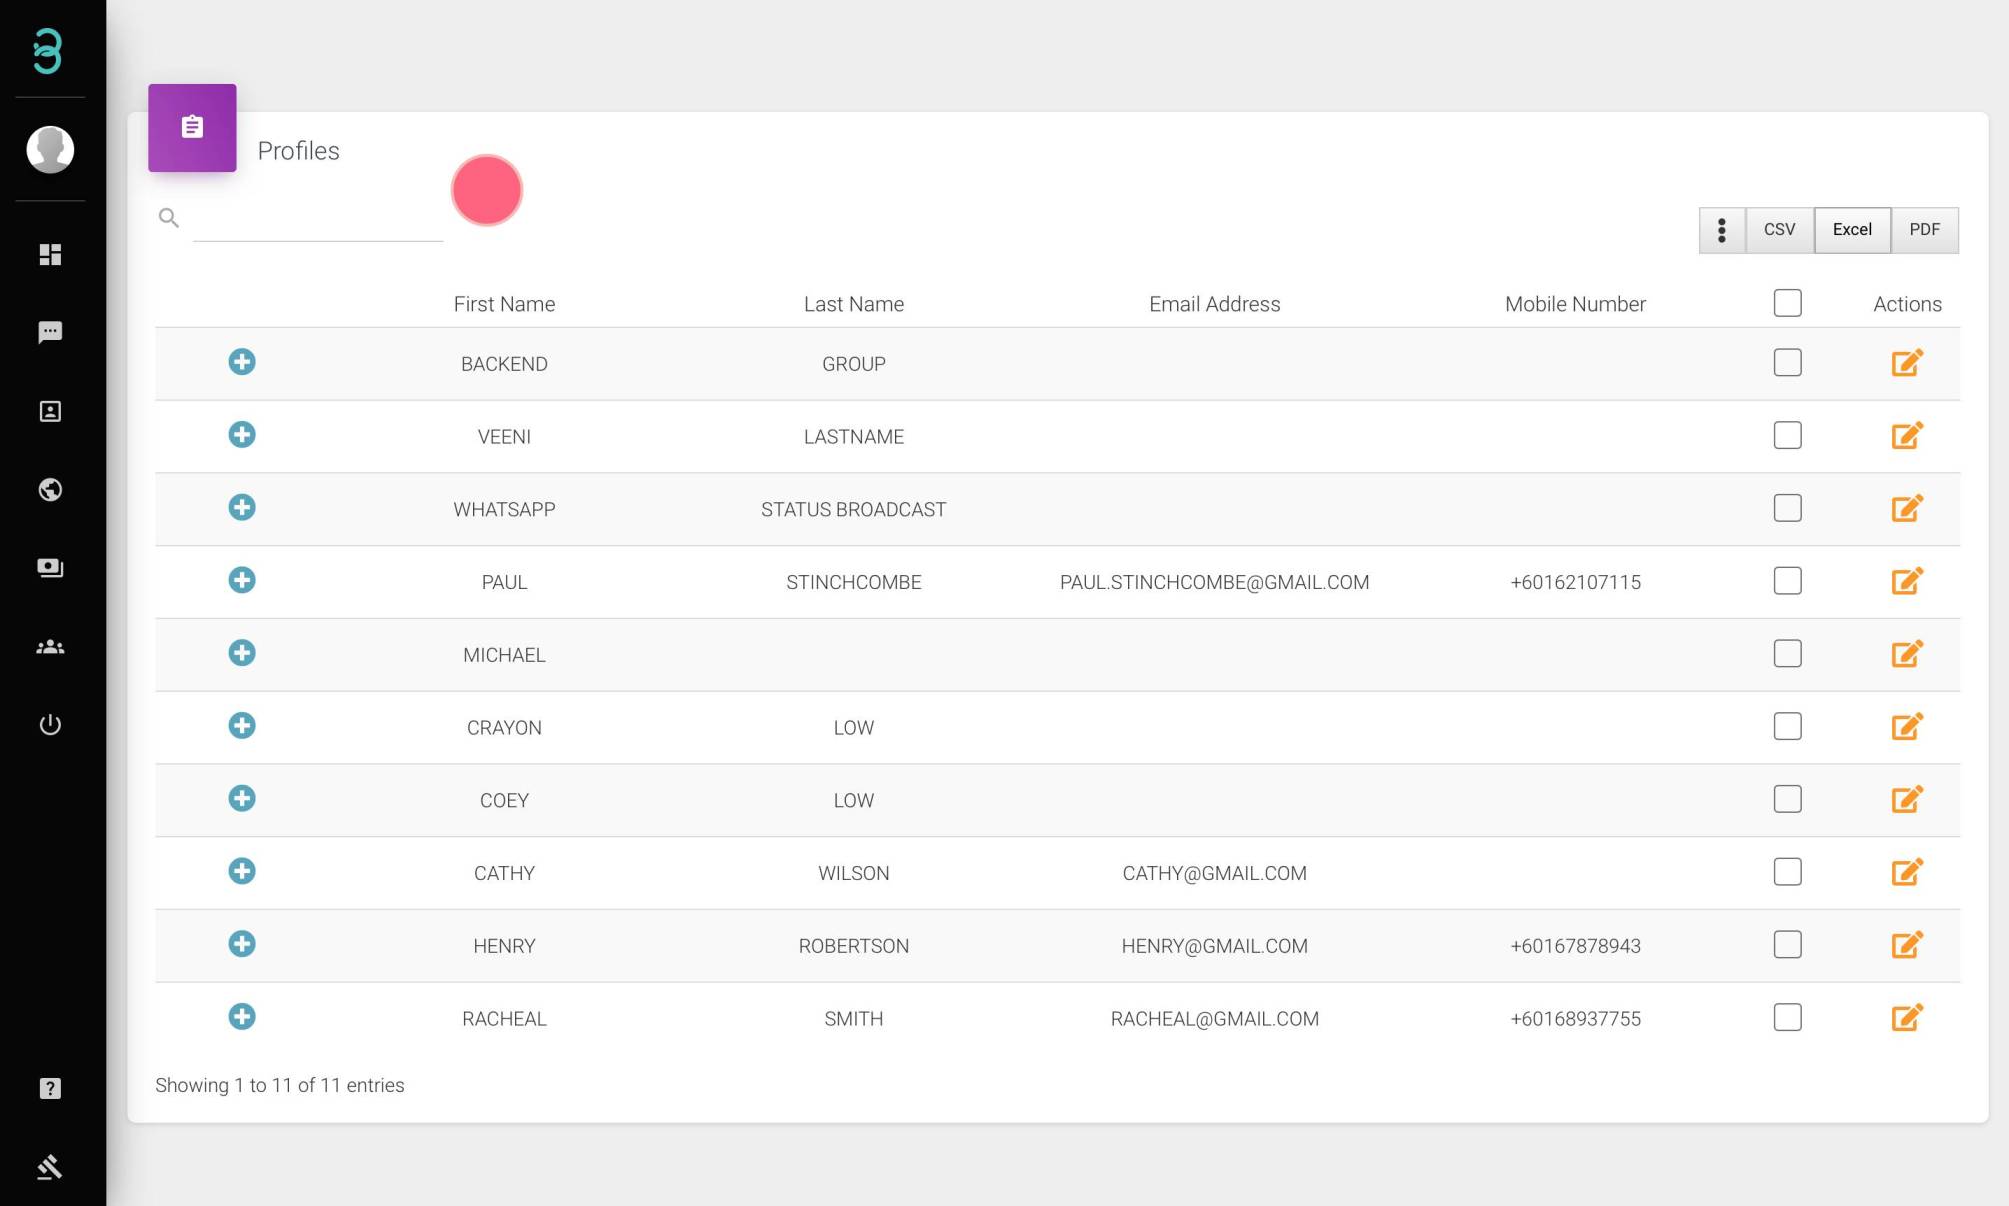 Profiles
CSV Excel PDF
First Name Last Name Email Address Mobile Number Actions
BACKEND GROUP
VEENI LASTNAME
WHATSAPP STATUS BROADCAST
PAUL STINCHCOMBE PAUL.STINCHCOMBE@GMAIL.COM +60162107115
MICHAEL
CRAYON LOW
COEY LOW
CATHY WILSON CATHY@GMAIL.COM
HENRY ROBERTSON HENRY@GMAIL.COM +60167878943
RACHEAL SMITH RACHEAL@GMAIL.COM +60168937755
Showing 1 to 11 of 11 entries